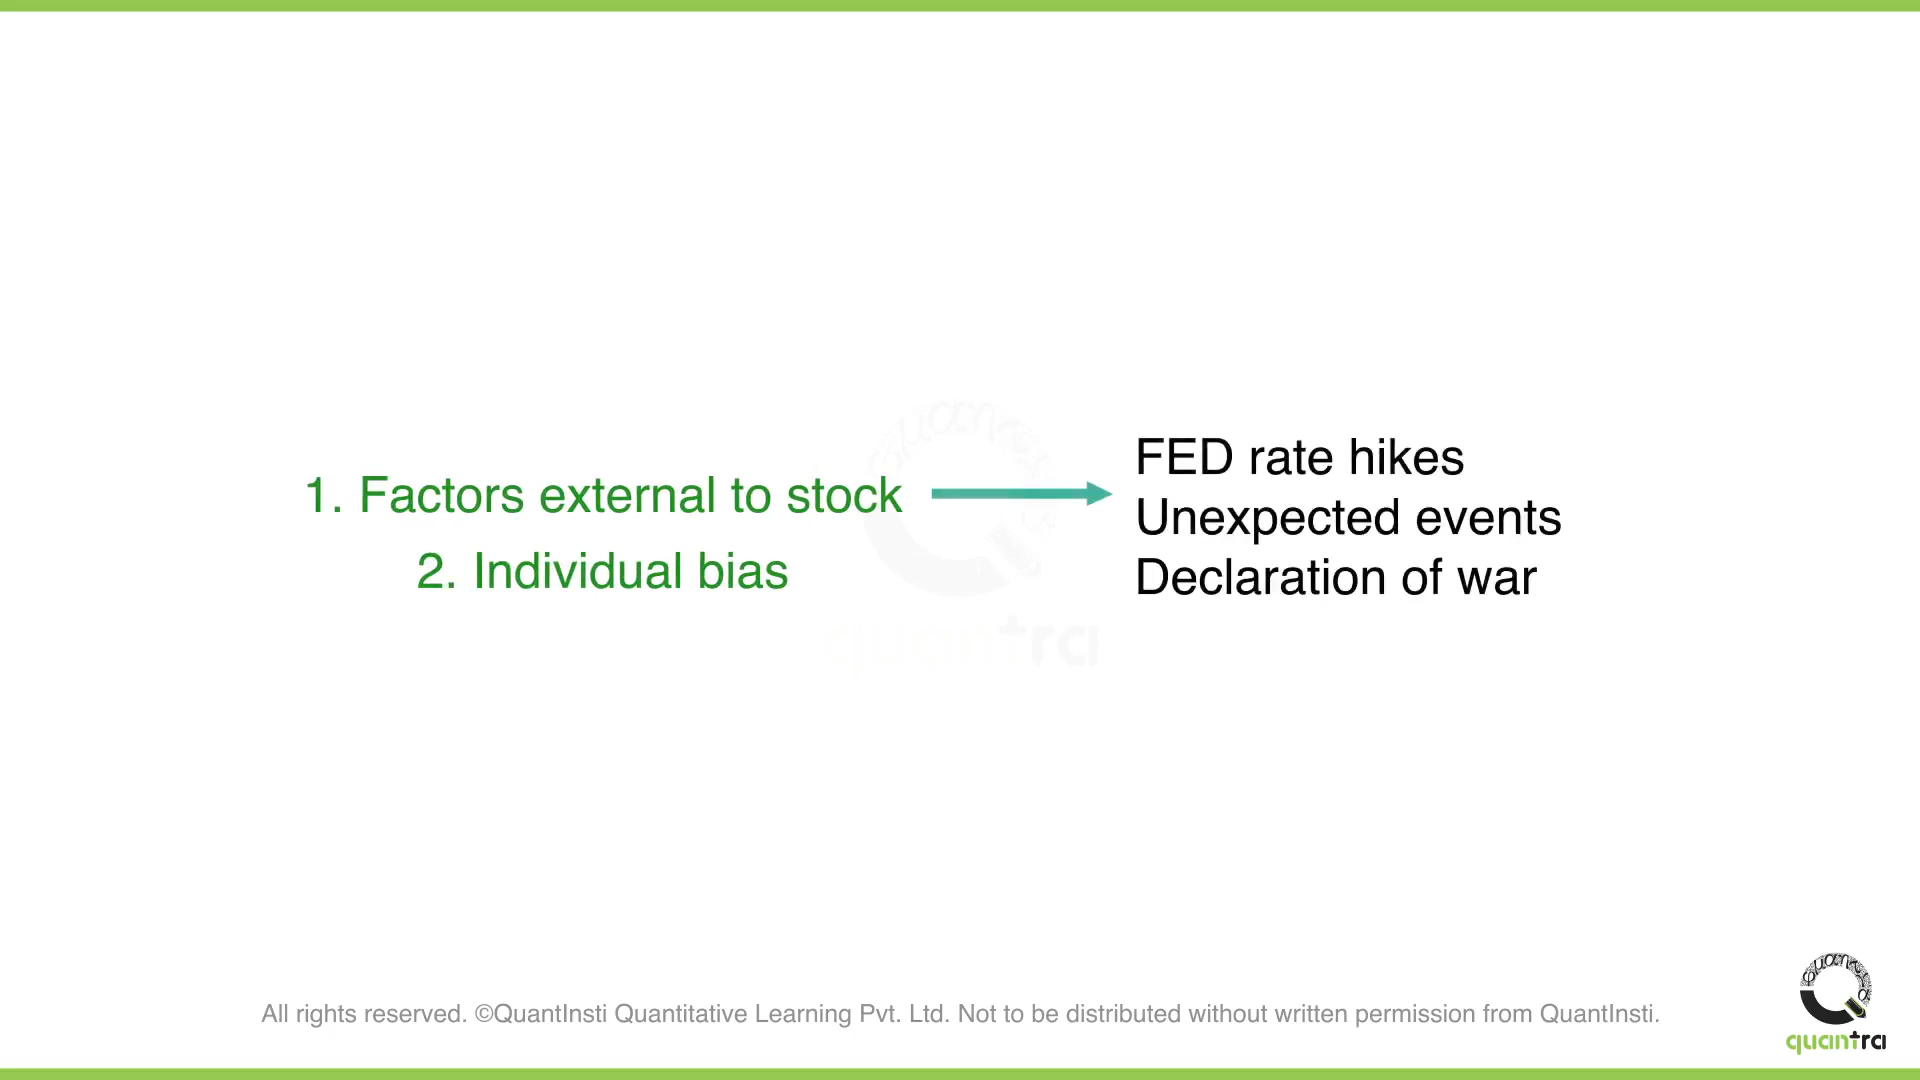 1. Factors external to stock
2. Individual bias
FED rate hikes
Unexpected events
Declaration of war
quantra
All rights reserved. ©QuantInsti Quantitative Learning Pvt. Ltd. Not to be distributed without written permission from QuantInsti.
quantra